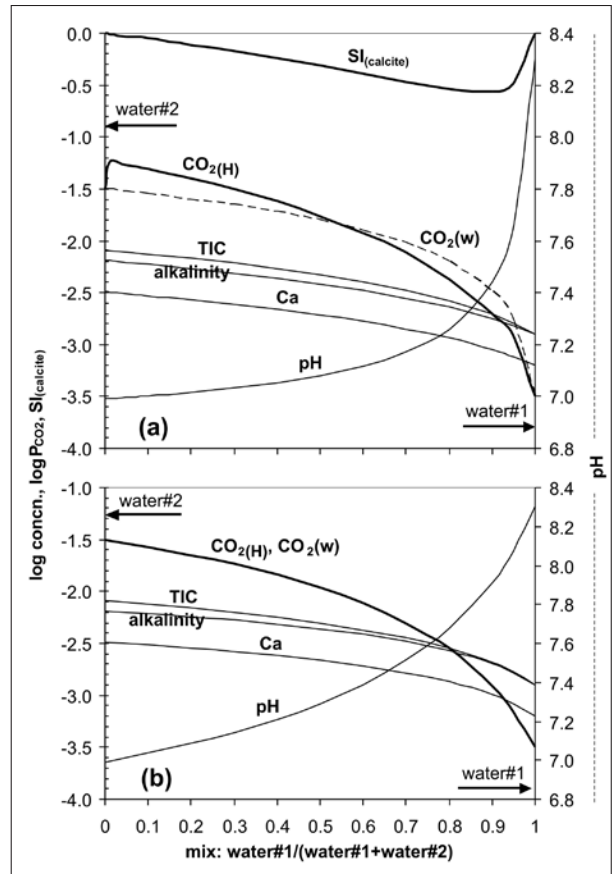 0.0
-0.5
-1.0
-1.5
-2.0
-2.5
-3.0
-3.5
-4.0
8.4
8.2
8.0
7.8
7.6
7.4
7.2
7.0
6.8
SI(calcite)
water#2
CO2(H)
CO2(w)
TIC
alkalinity
Ca
pH
water#1
(a)
log concn., logPCO2, SI(calcite)
pH
-1.0
-1.5
-2.0
-2.5
-3.0
-3.5
-4.0
8.4
8.2
8.0
7.8
7.6
7.4
7.2
7.0
6.8
water#2
CO2(H), CO2(w)
TIC
alkalinity
Ca
pH
water#1
(b)
0 0.1 0.2 0.3 0.4 0.5 0.6 0.7 0.8 0.9 1
mix: water#1/(water#1+water#2)